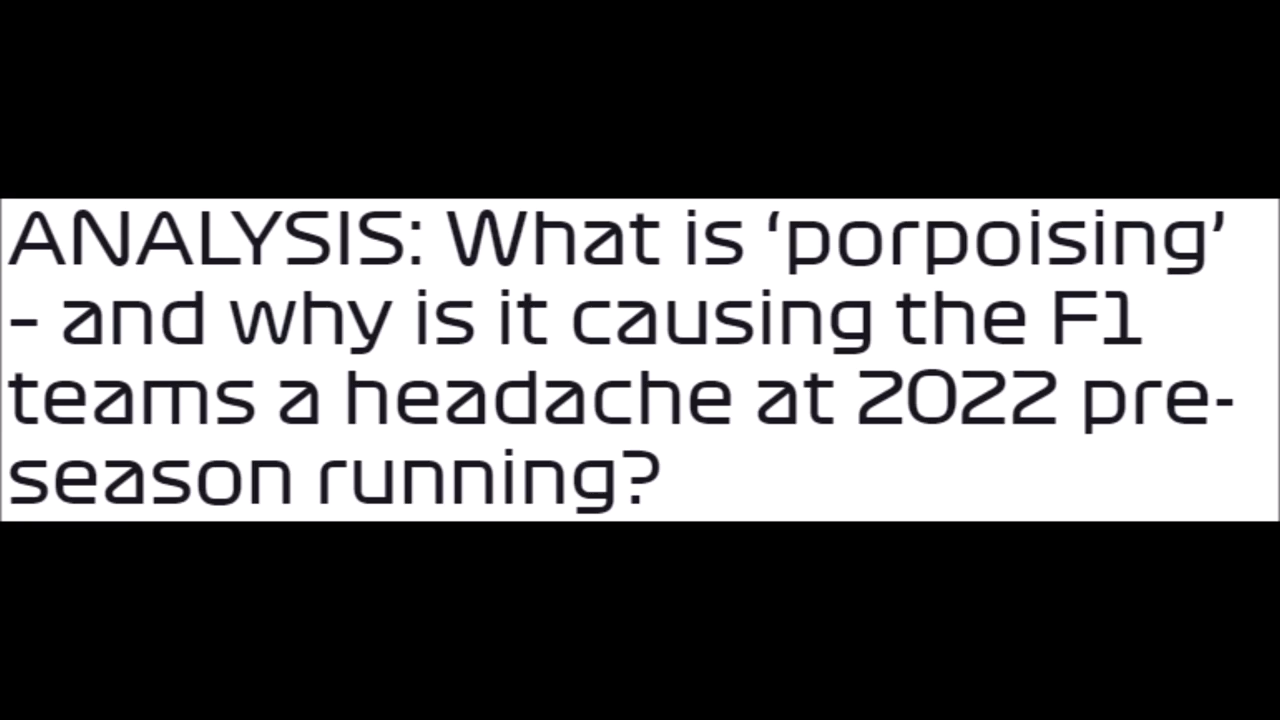 ANALYSIS: What is ‘porpoising’
- and why is it causing the F1
teams a headache at 2022 pre-
season running?